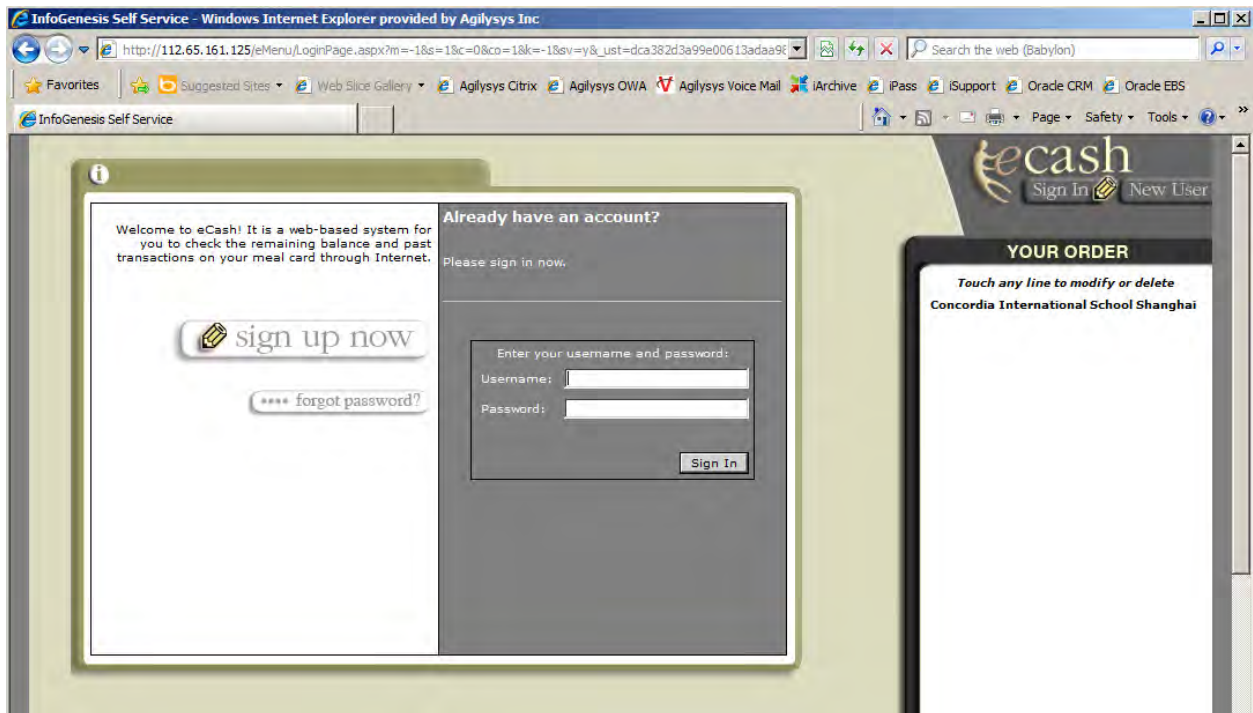 InfoGenesis Self Service - Windows Internet Explorer provided by Agilysys Inc
http://112.65.161.125/eMenu/LoginPage.aspx?m=-1&s=1&c=0&co=1&k=-1&sv=y&_ust=dca382d3a99e00613adaa9
Search the web (Babylon)
Favorites Suggested Sites Web Slice Gallery Agilysys Citrix Agilysys OWA Agilysys Voice Mail iArchive iPass iSupport Oracle CRM Oracle EBS
InfoGenesis Self Service
Page Safety Tools
ecash
Sign In New User
Welcome to eCash! It is a web-based system for
you to check the remaining balance and past
transactions on your meal card through Internet.
sign up now
forgot password?
Already have an account?
Please sign in now.
Enter your username and password:
Username:
Password:
Sign In
YOUR ORDER
Touch any line to modify or delete
Concordia International School Shanghai